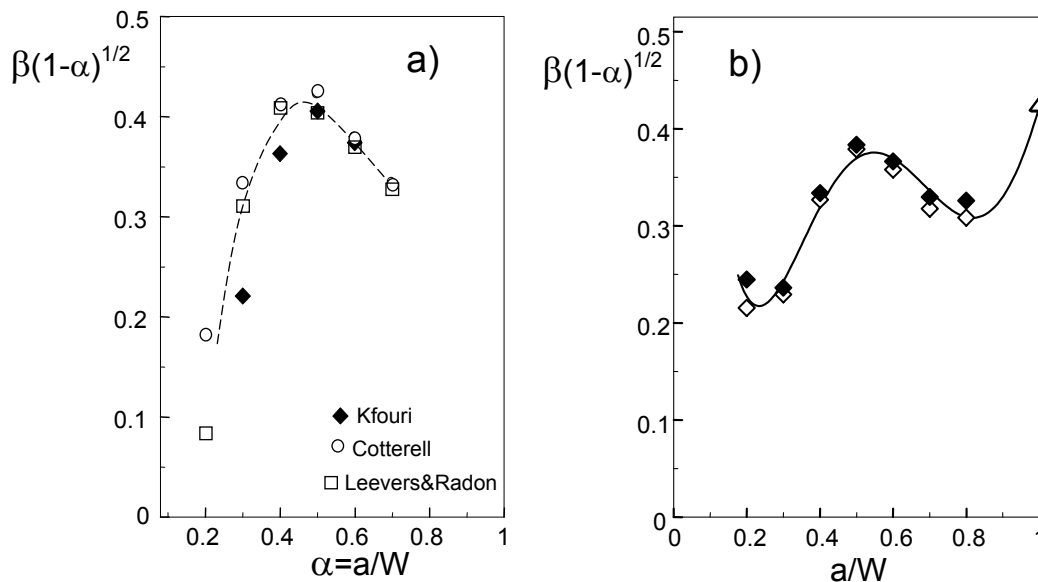 β(1-α)^1/2
a)
0.5
0.4
0.3
0.2
0.1
0
0.2 0.4 0.6 0.8 1
α=a/W
Kfouri
Cotterell
Leevers&Radon
β(1-α)^1/2
b)
0.5
0.4
0.3
0.2
0.1
0
0 0.2 0.4 0.6 0.8 1
a/W